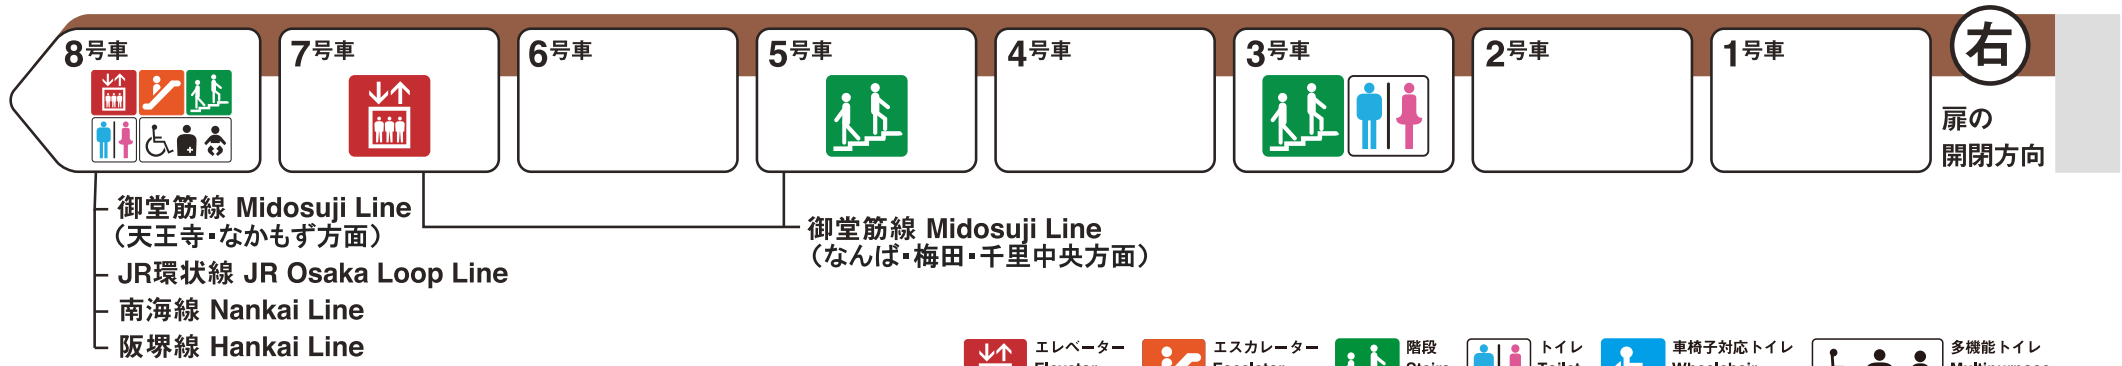 8号車
7号車
6号車
5号車
4号車
3号車
2号車
1号車
右
扉の
開閉方向
御堂筋線 Midosuji Line
（天王寺・なかもず方面）
JR環状線 JR Osaka Loop Line
南海線 Nankai Line
阪堺線 Hankai Line
御堂筋線 Midosuji Line
（なんば・梅田・千里中央方面）
エレベーター
エスカレーター
階段
トイレ
車椅子対応トイレ
多機能トイレ